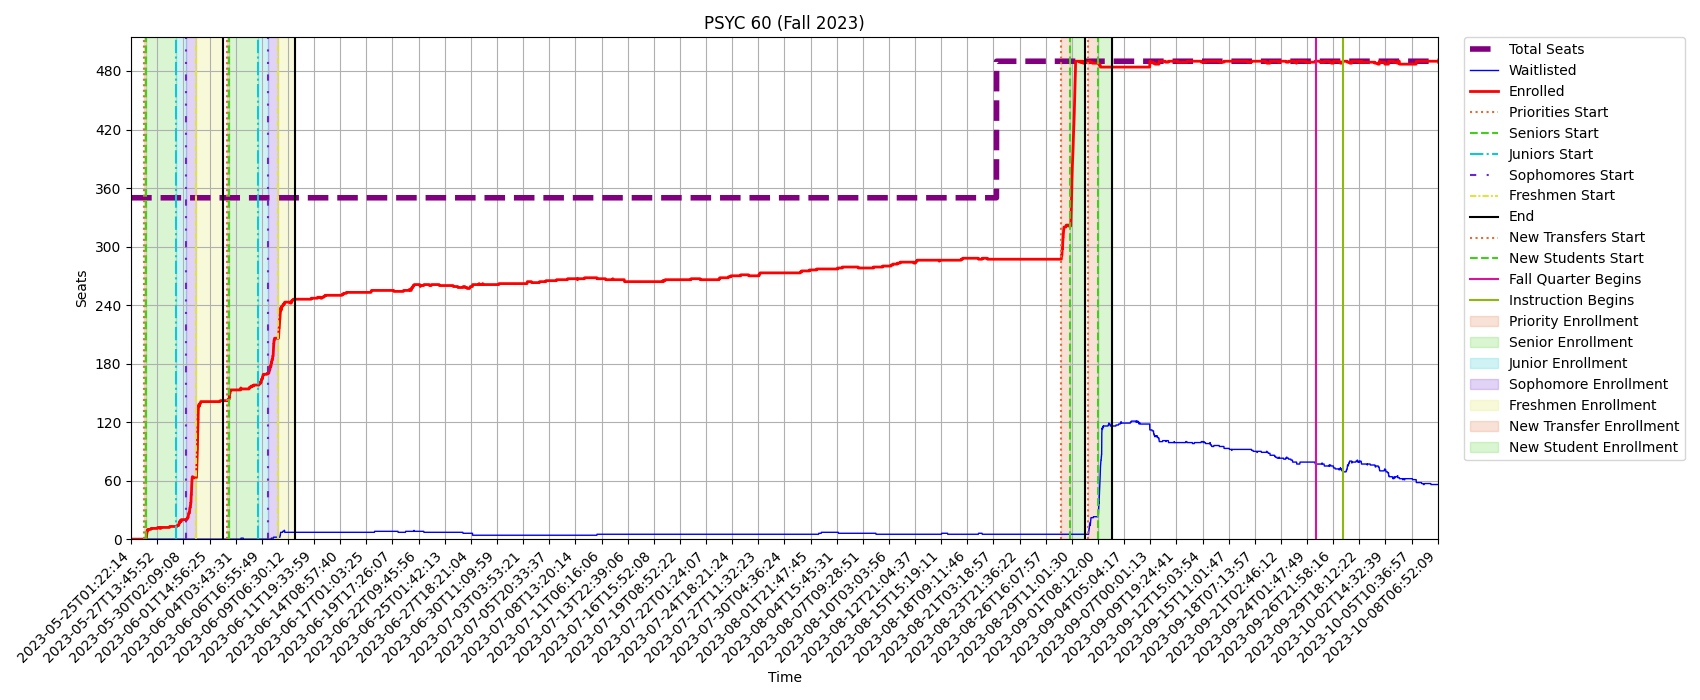 PSYC 60 (Fall 2023)
Seats
480
420
360
300
240
180
120
60
0
2023-05-25T01:22:14
2023-05-27T13:45:52
2023-05-30T02:09:08
2023-06-01T14:56:25
2023-06-04T03:43:31
2023-06-06T16:55:49
2023-06-09T06:30:12
2023-06-11T19:33:59
2023-06-14T08:57:40
2023-06-17T01:03:25
2023-06-19T17:26:07
2023-06-22T09:45:56
2023-06-25T01:42:13
2023-06-27T18:21:04
2023-06-30T11:09:59
2023-07-03T03:53:21
2023-07-05T20:33:37
2023-07-08T13:20:14
2023-07-11T06:16:06
2023-07-13T22:39:06
2023-07-16T15:52:08
2023-07-19T08:52:22
2023-07-22T01:24:07
2023-07-24T18:21:24
2023-07-27T11:32:23
2023-07-30T04:36:24
2023-08-01T21:47:45
2023-08-04T15:45:31
2023-08-07T09:28:51
2023-08-10T03:03:56
2023-08-12T21:04:37
2023-08-15T15:19:11
2023-08-18T09:11:46
2023-08-21T03:18:57
2023-08-23T21:36:22
2023-08-26T16:07:57
2023-08-29T11:01:30
2023-09-01T08:12:00
2023-09-04T05:04:17
2023-09-07T00:01:13
2023-09-09T19:24:41
2023-09-12T15:03:54
2023-09-15T11:01:47
2023-09-18T07:13:57
2023-09-21T02:46:12
2023-09-24T01:47:49
2023-09-26T21:58:16
2023-09-29T18:12:22
2023-10-02T14:32:39
2023-10-05T10:36:57
2023-10-08T06:52:09
Time
Total Seats
Waitlisted
Enrolled
Priorities Start
Seniors Start
Juniors Start
Sophomores Start
Freshmen Start
End
New Transfers Start
New Students Start
Fall Quarter Begins
Instruction Begins
Priority Enrollment
Senior Enrollment
Junior Enrollment
Sophomore Enrollment
Freshmen Enrollment
New Transfer Enrollment
New Student Enrollment